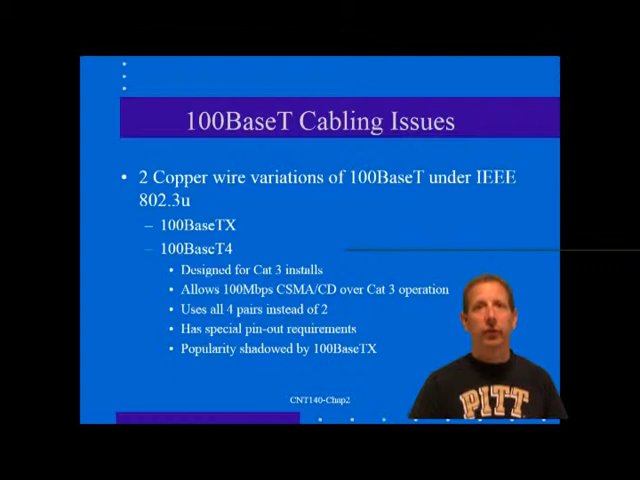 100BaseT Cabling Issues
• 2 Copper wire variations of 100BaseT under IEEE
802.3u
– 100BaseTX
– 100BaseT4
• Designed for Cat 3 installs
• Allows 100Mbps CSMA/CD over Cat 3 operation
• Uses all 4 pairs instead of 2
• Has special pin-out requirements
• Popularity shadowed by 100BaseTX
PITT
CNT140-Chap2